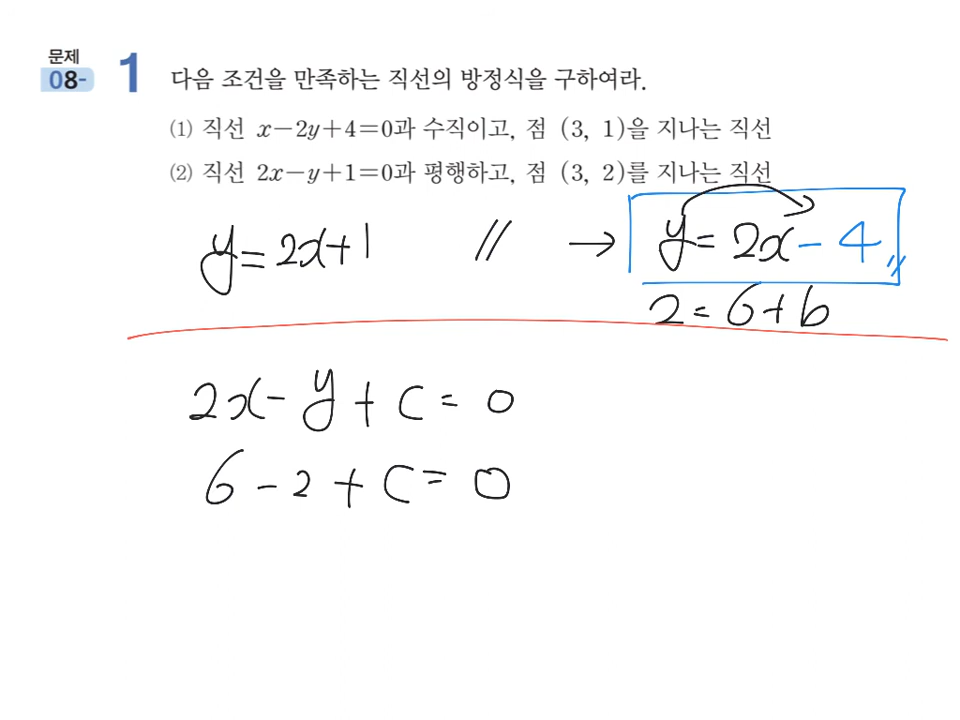 문제
08-1 다음 조건을 만족하는 직선의 방정식을 구하여라.
⑴ 직선 x-2y+4=0과 수직이고, 점 (3, 1)을 지나는 직선
⑵ 직선 2x-y+1=0과 평행하고, 점 (3, 2)를 지나는 직선
y=2x+1 // → y=2x-4
2=6+b
2x-y+c=0
6-2+c=0